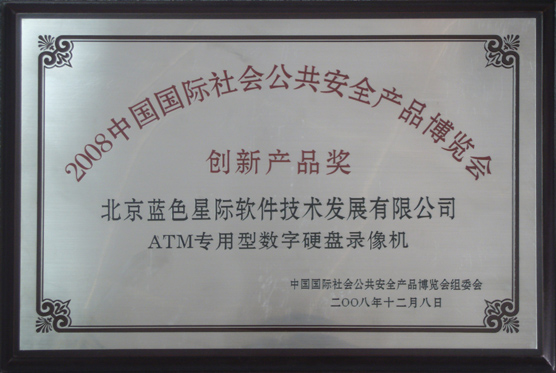 2008中国国际社会公共安全产品博览会
创新产品奖
北京蓝色星际软件技术发展有限公司
ATM专用型数字硬盘录像机
中国国际社会公共安全产品博览会组委会
二〇〇八年十二月八日